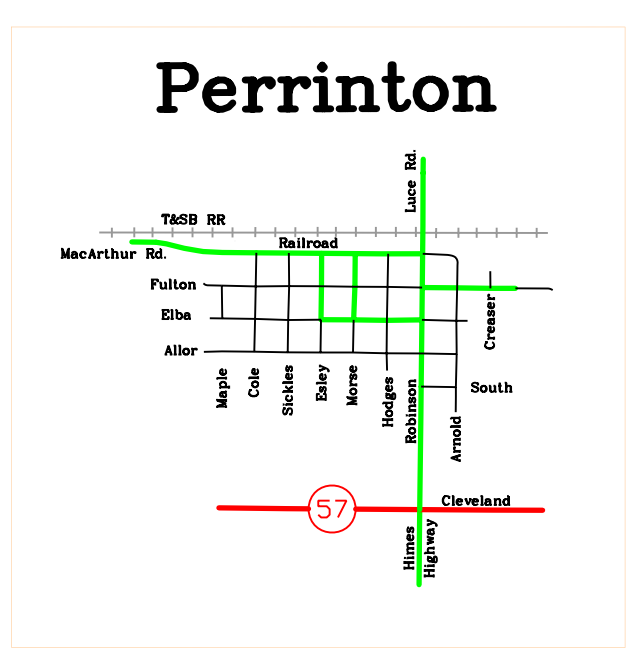 Perrinton
Luce Rd.
T&SB RR
Railroad
MacArthur Rd.
Fulton
Elba
Creaser
Allor
Maple
Cole
Sickles
Esley
Morse
Hodges
Robinson
South
Arnold
57
Cleveland
Himes
Highway